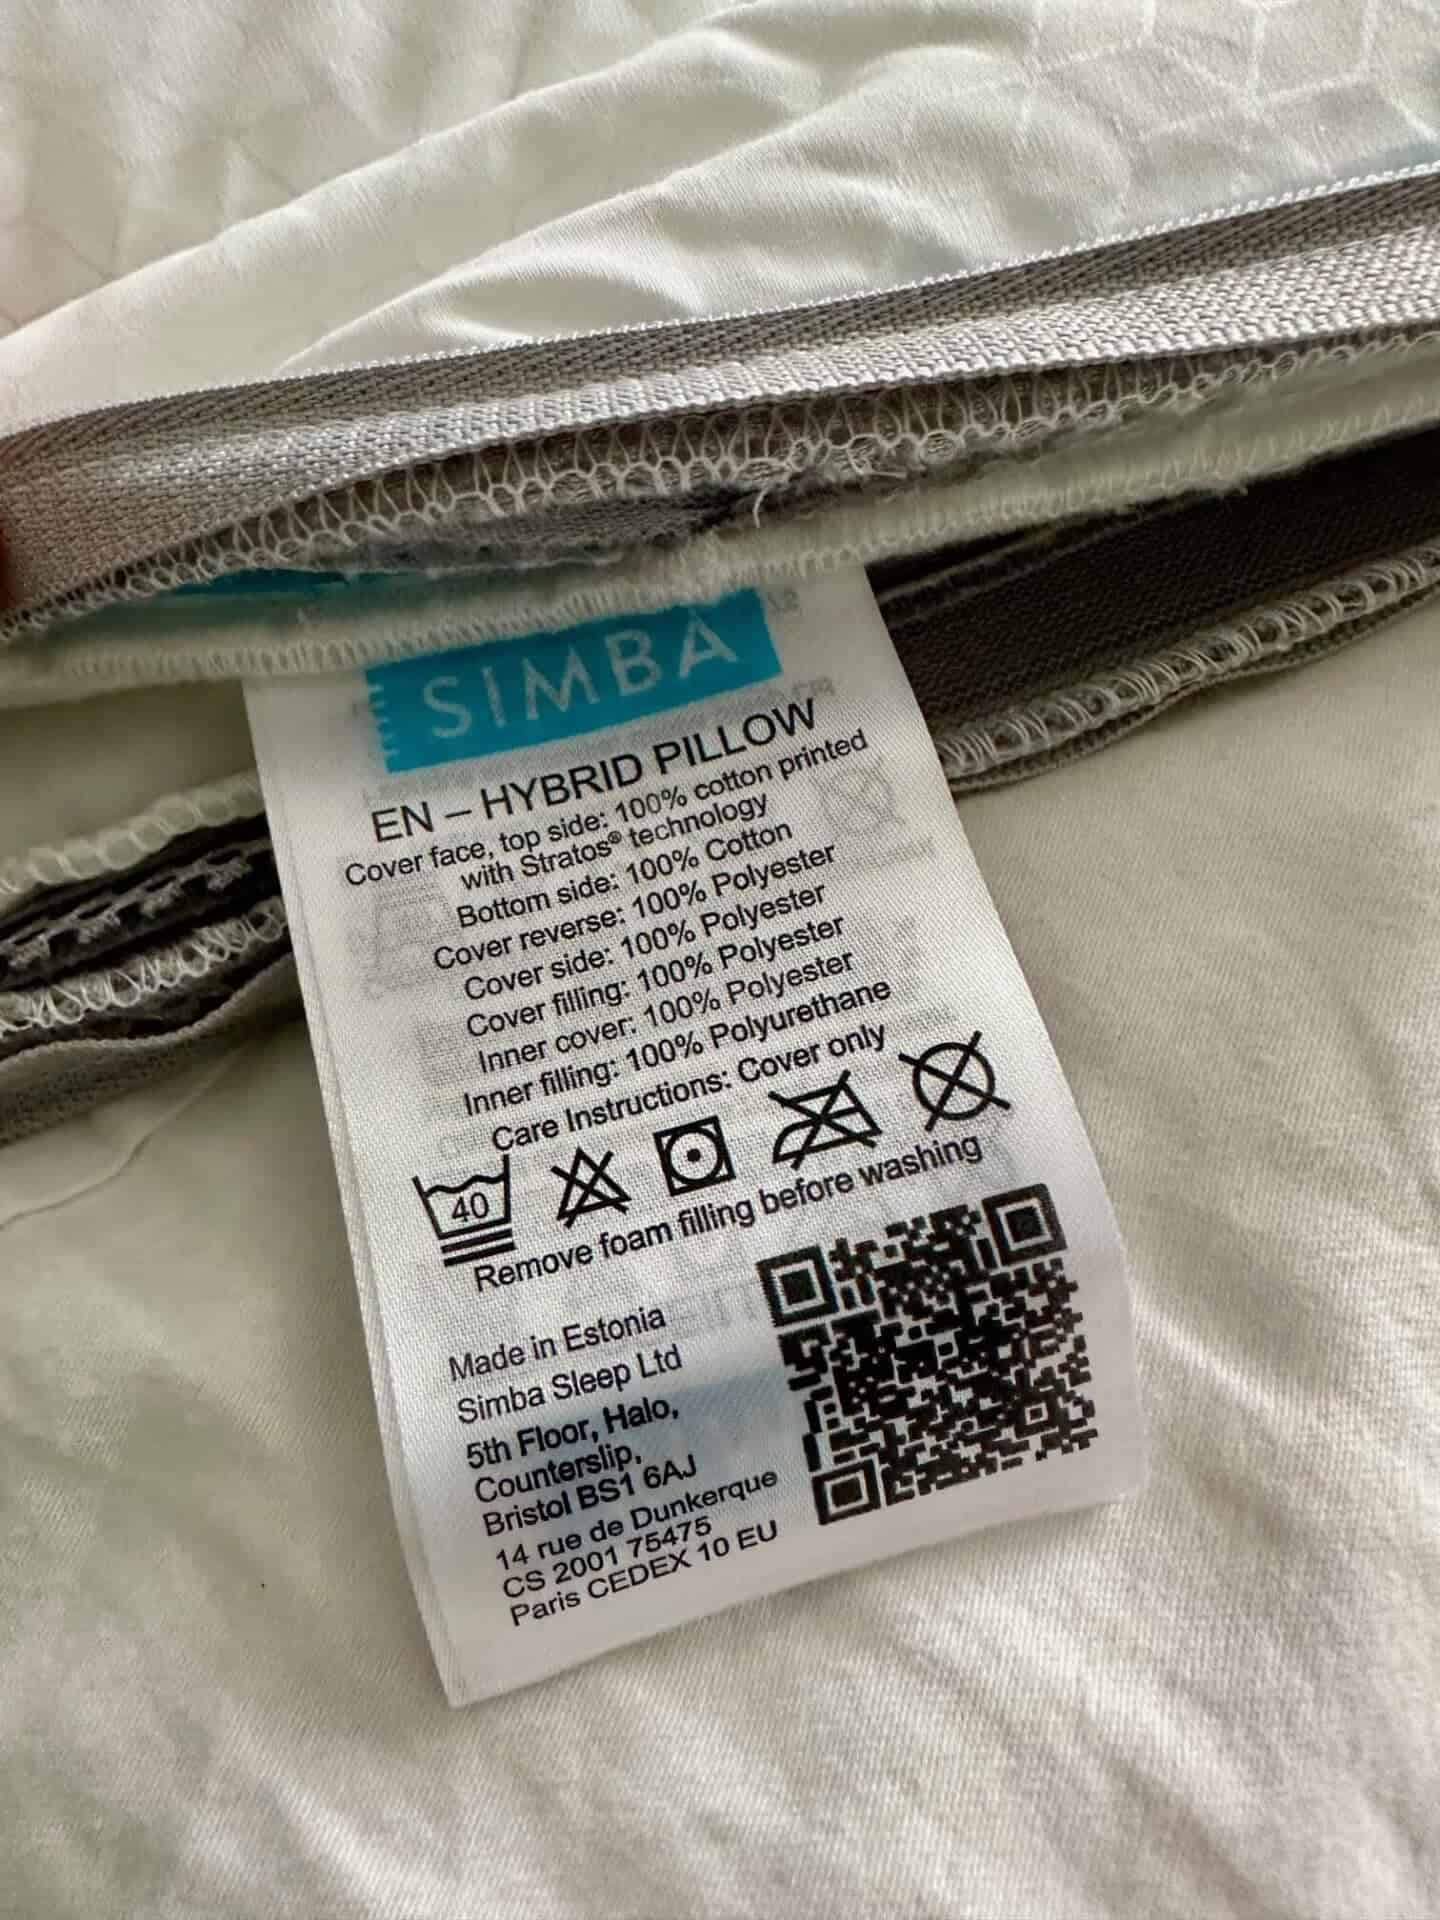 SIMBA
EN – HYBRID PILLOW
Cover face, top side: 100% cotton printed
with Stratos® technology
Bottom side: 100% Cotton
Cover reverse: 100% Polyester
Cover side: 100% Polyester
Cover filling: 100% Polyester
Inner cover: 100% Polyester
Inner filling: 100% Polyurethane
Care Instructions: Cover only
40
Remove foam filling before washing
Made in Estonia
Simba Sleep Ltd
5th Floor, Halo,
Counterslip,
Bristol BS1 6AJ
14 rue de Dunkerque
CS 2001 75475
Paris CEDEX 10 EU